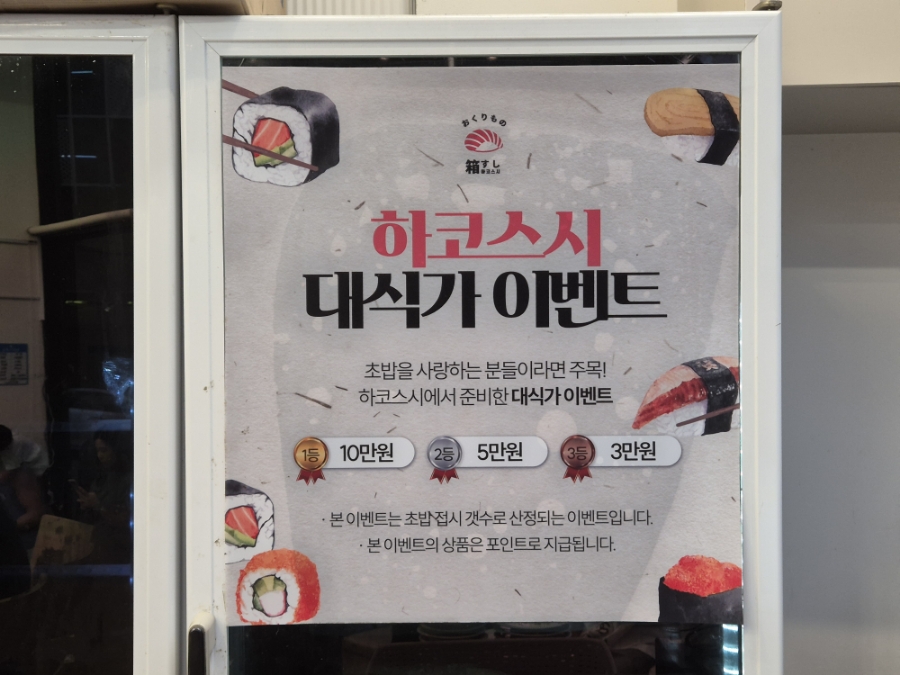 おくりもの
箱すし
하코스시
하코스시
대식가 이벤트
초밥을 사랑하는 분들이라면 주목!
하코스시에서 준비한 대식가 이벤트
1등 10만원 2등 5만원 3등 3만원
· 본 이벤트는 초밥 접시 갯수로 산정되는 이벤트입니다.
· 본 이벤트의 상품은 포인트로 지급됩니다.